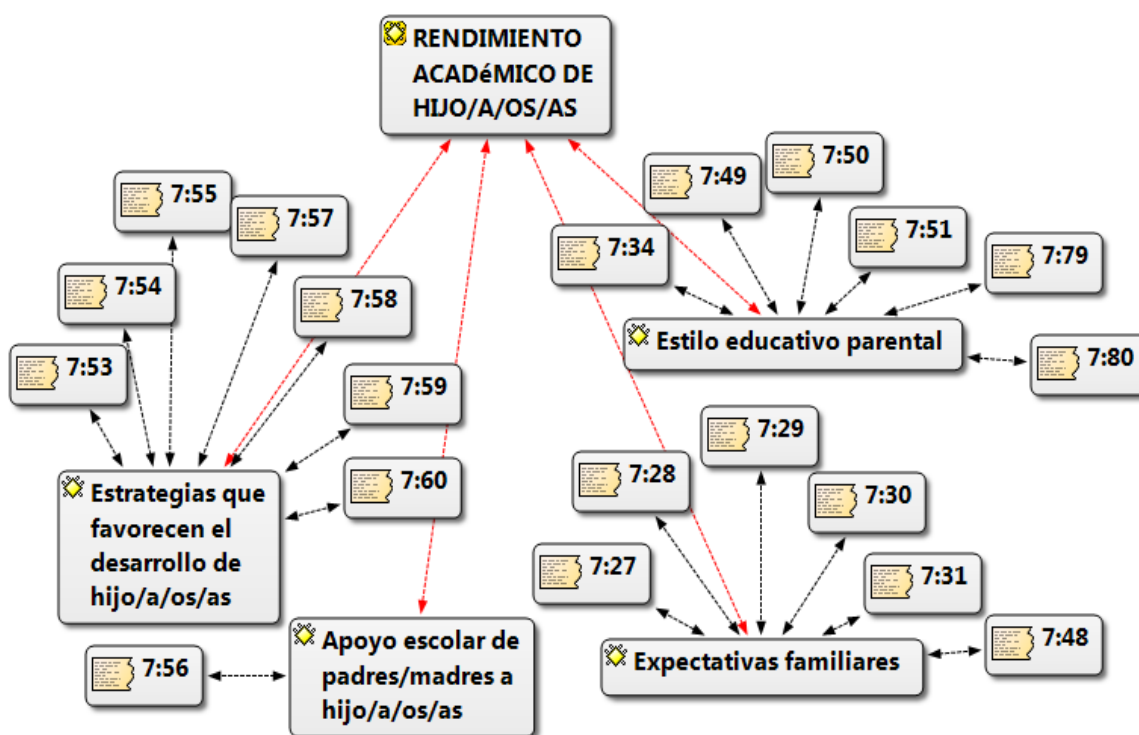 RENDIMIENTO
ACADéMICO DE
HIJO/A/OS/AS
7:55
7:57
7:54
7:58
7:53
7:59
7:60
Estrategias que
favorecen el
desarrollo de
hijo/a/os/as
7:56
Apoyo escolar de
padres/madres a
hijo/a/os/as
7:49
7:50
7:34
7:51
7:79
Estilo educativo parental
7:80
7:29
7:28
7:30
7:27
7:31
7:48
Expectativas familiares